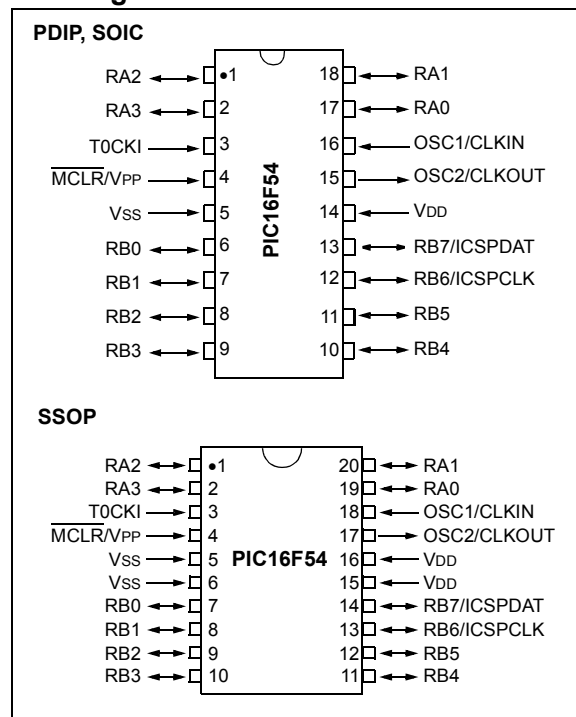 PDIP, SOIC
RA2 •1 18 RA1
RA3 2 17 RA0
T0CKI 3 16 OSC1/CLKIN
MCLR/VPP 4 15 OSC2/CLKOUT
VSS 5 14 VDD
RB0 6 13 RB7/ICSPDAT
RB1 7 12 RB6/ICSPCLK
RB2 8 11 RB5
RB3 9 10 RB4
PIC16F54
SSOP
RA2 •1 20 RA1
RA3 2 19 RA0
T0CKI 3 18 OSC1/CLKIN
MCLR/VPP 4 17 OSC2/CLKOUT
VSS 5 PIC16F54 16 VDD
VSS 6 15 VDD
RB0 7 14 RB7/ICSPDAT
RB1 8 13 RB6/ICSPCLK
RB2 9 12 RB5
RB3 10 11 RB4